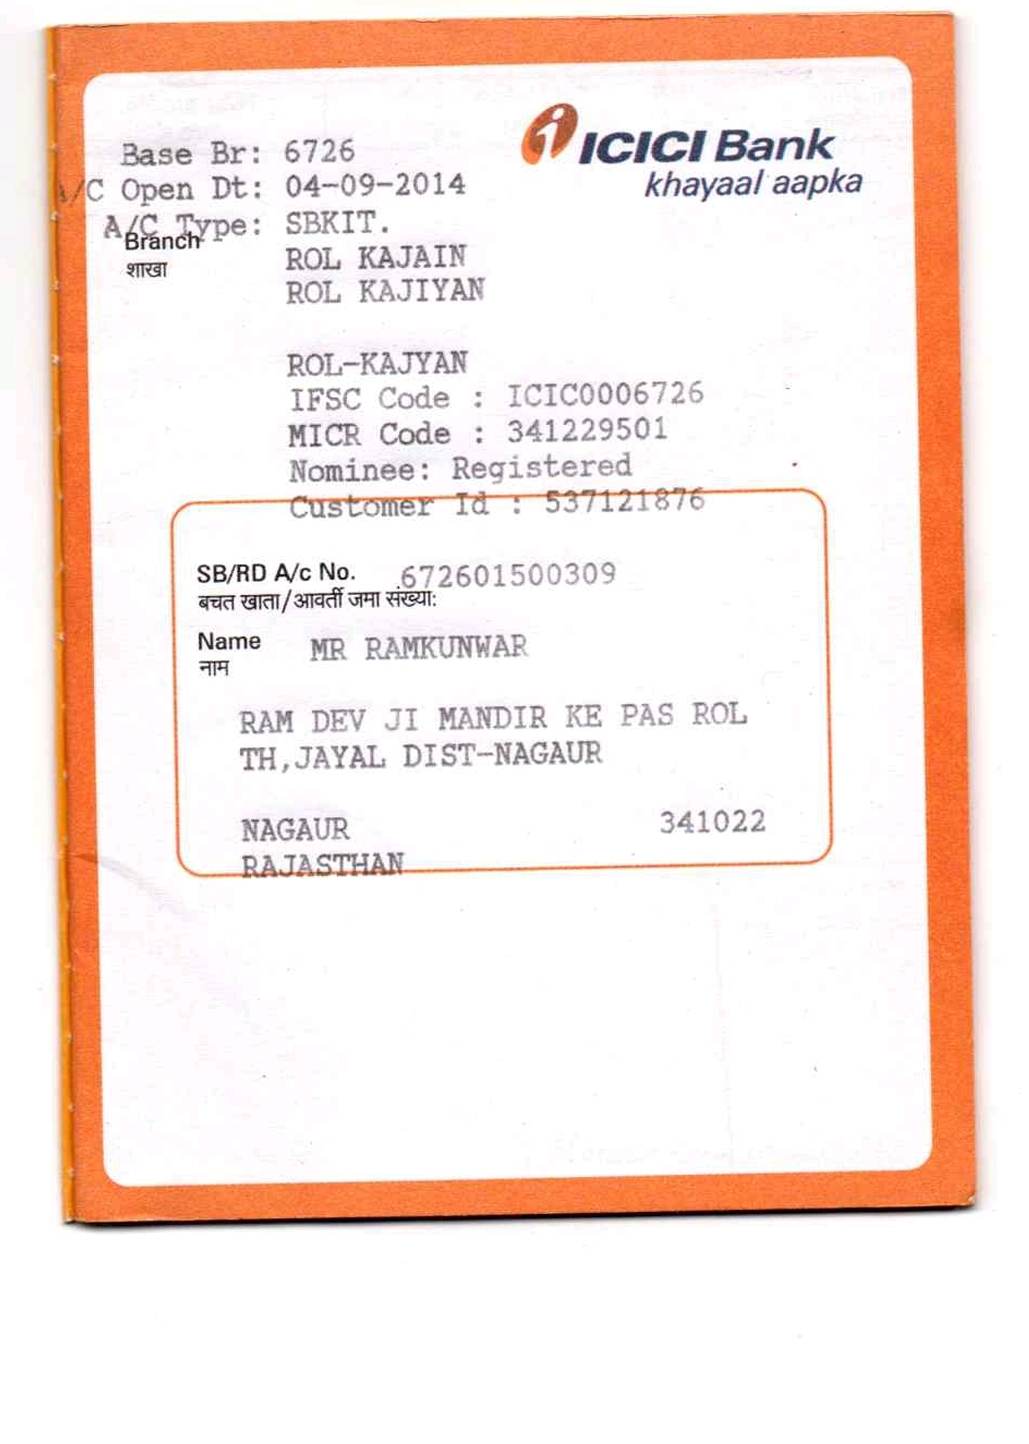 ICICI Bank
khayaal aapka
Base Br: 6726
A/C Open Dt: 04-09-2014
A/C Type: SBKIT.
Branch
शाखा
ROL KAJAIN
ROL KAJIYAN
ROL-KAJYAN
IFSC Code : ICIC0006726
MICR Code : 341229501
Nominee: Registered
Customer Id : 537121876
SB/RD A/c No. 672601500309
बचत खाता/आवर्ती जमा संख्या:
Name MR RAMKUNWAR
नाम
RAM DEV JI MANDIR KE PAS ROL
TH,JAYAL DIST-NAGAUR
NAGAUR 341022
RAJASTHAN